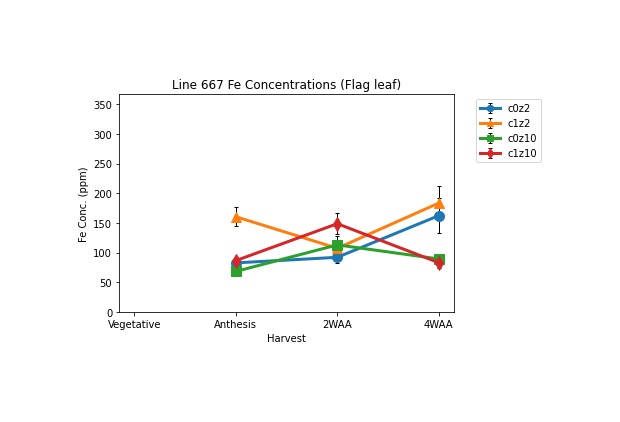 Line 667 Fe Concentrations (Flag leaf)
350
300
250
200
150
100
50
0
Fe Conc. (ppm)
Vegetative Anthesis 2WAA 4WAA
Harvest
c0z2
c1z2
c0z10
c1z10